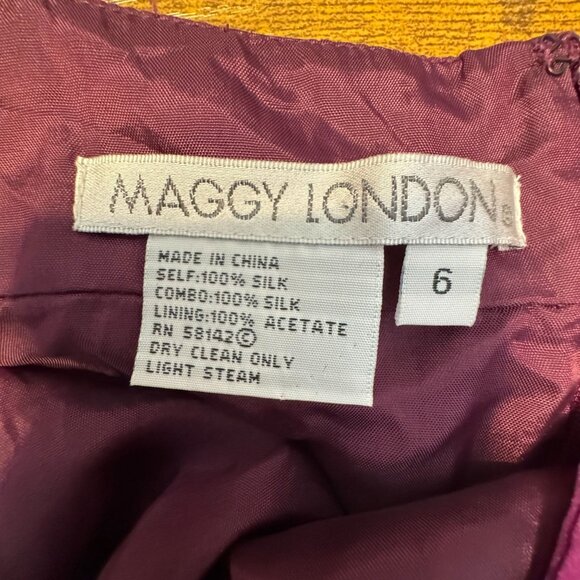 MAGGY LONDON®
MADE IN CHINA
SELF:100% SILK
COMBO:100% SILK
LINING:100% ACETATE
RN 58142©
DRY CLEAN ONLY
LIGHT STEAM
6